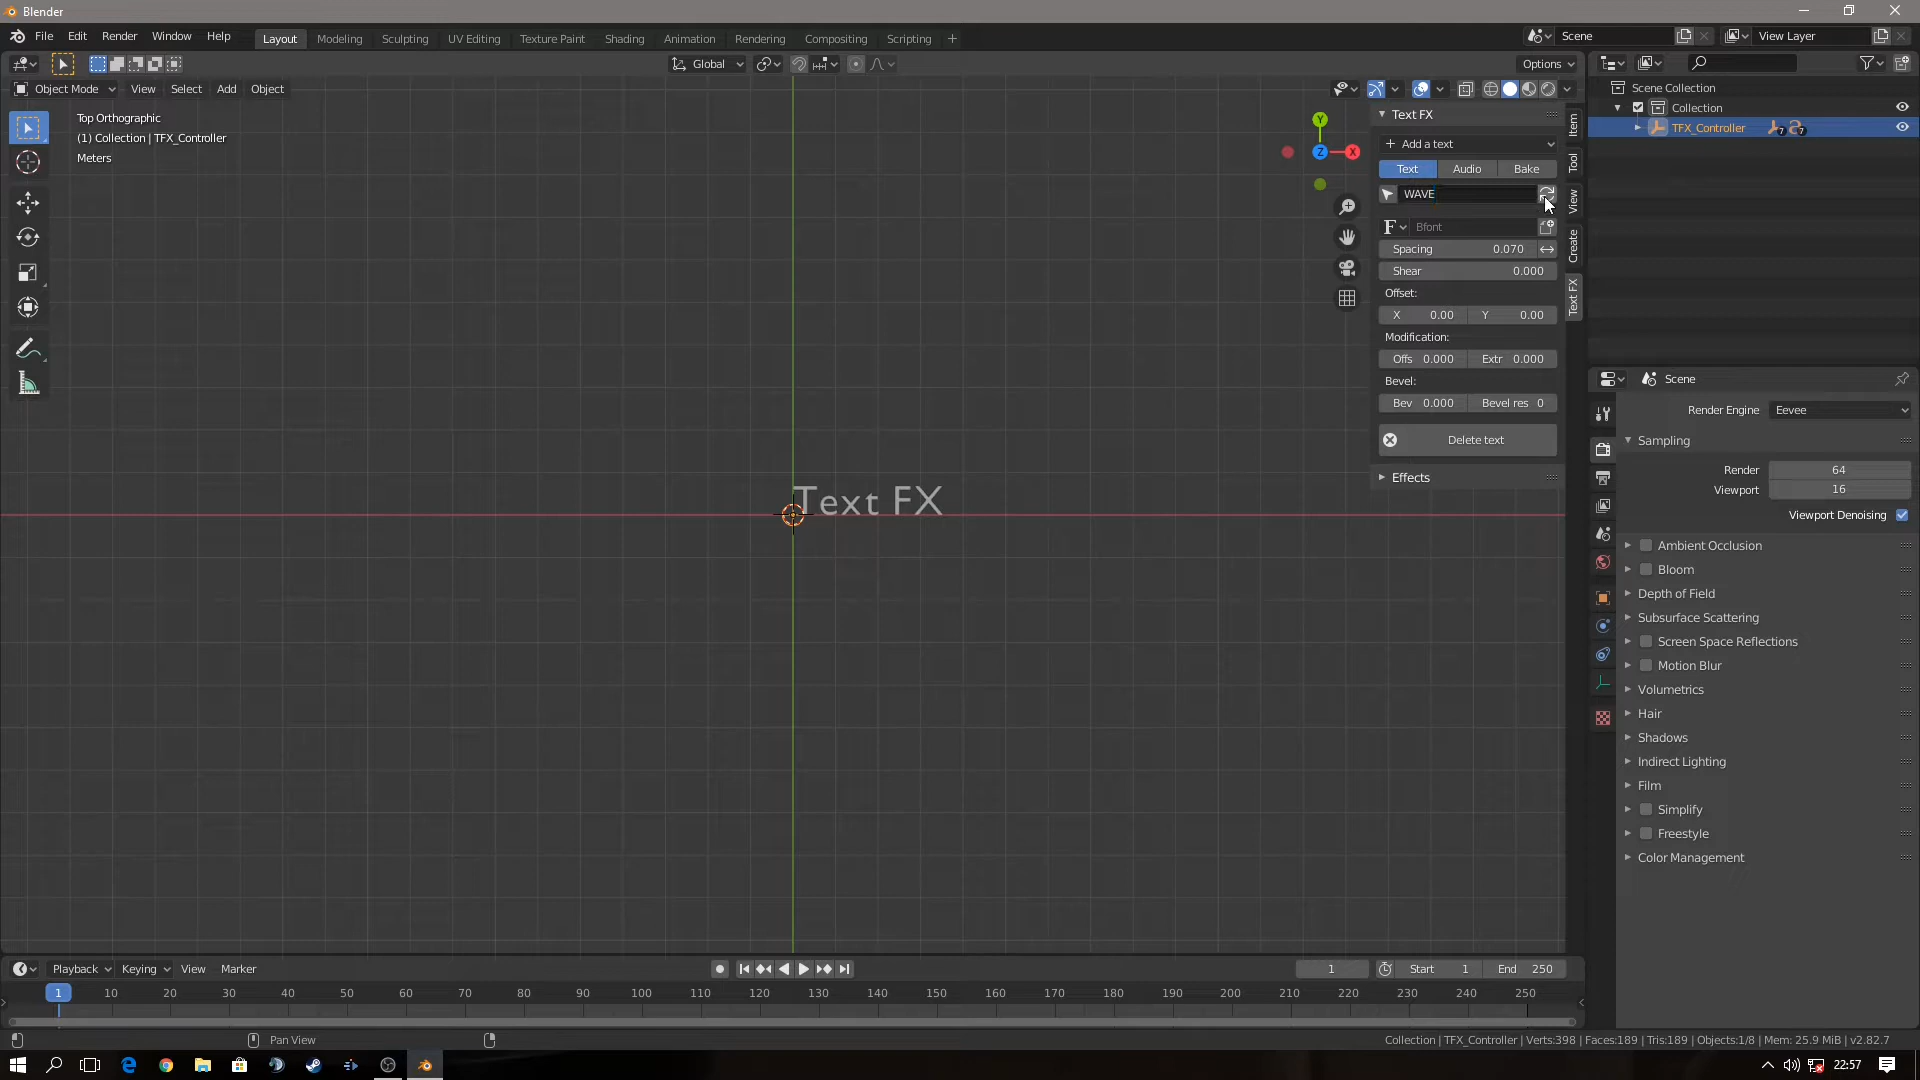 Blender
File Edit Render Window Help
Layout Modeling Sculpting UV Editing Texture Paint Shading Animation Rendering Compositing Scripting +
Scene
View Layer
Global
Options
Object Mode View Select Add Object
Top Orthographic
(1) Collection | TFX_Controller
Meters
Y
Z
X
Text FX
Add a text
Text Audio Bake
WAVE
F Bfont
Spacing 0.070
Shear 0.000
Offset:
X 0.00 Y 0.00
Modification:
Offs 0.000 Extr 0.000
Bevel:
Bev 0.000 Bevel res 0
Delete text
Effects
Item
Tool
View
Create
Text FX
Text FX
Scene Collection
Collection
TFX_Controller 7 7
Scene
Render Engine Eevee
Sampling
Render 64
Viewport 16
Viewport Denoising
Ambient Occlusion
Bloom
Depth of Field
Subsurface Scattering
Screen Space Reflections
Motion Blur
Volumetrics
Hair
Shadows
Indirect Lighting
Film
Simplify
Freestyle
Color Management
Playback Keying View Marker
1 Start 1 End 250
1 10 20 30 40 50 60 70 80 90 100 110 120 130 140 150 160 170 180 190 200 210 220 230 240 250
Pan View
Collection | TFX_Controller | Verts:398 | Faces:189 | Tris:189 | Objects:1/8 | Mem: 25.9 MiB | v2.82.7
22:57